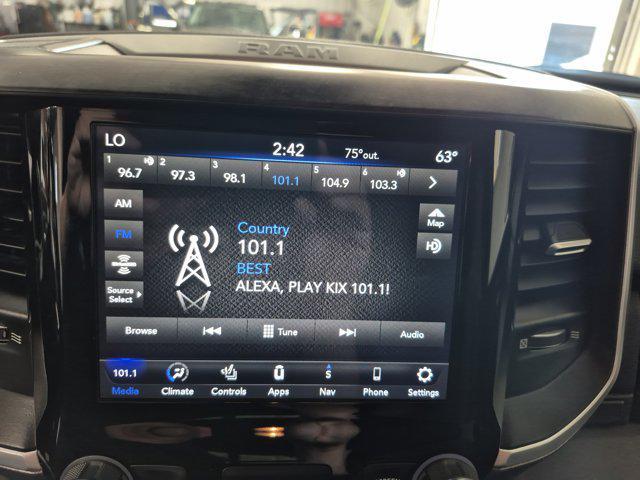 RAM
LO 2:42 75°out. 63°
1 96.7 2 97.3 3 98.1 4 101.1 5 104.9 6 103.3
AM
FM
Source
Select
Map
HD
Country
101.1
BEST
ALEXA, PLAY KIX 101.1!
Browse Tune Audio
101.1 S
Media Climate Controls Apps Nav Phone Settings